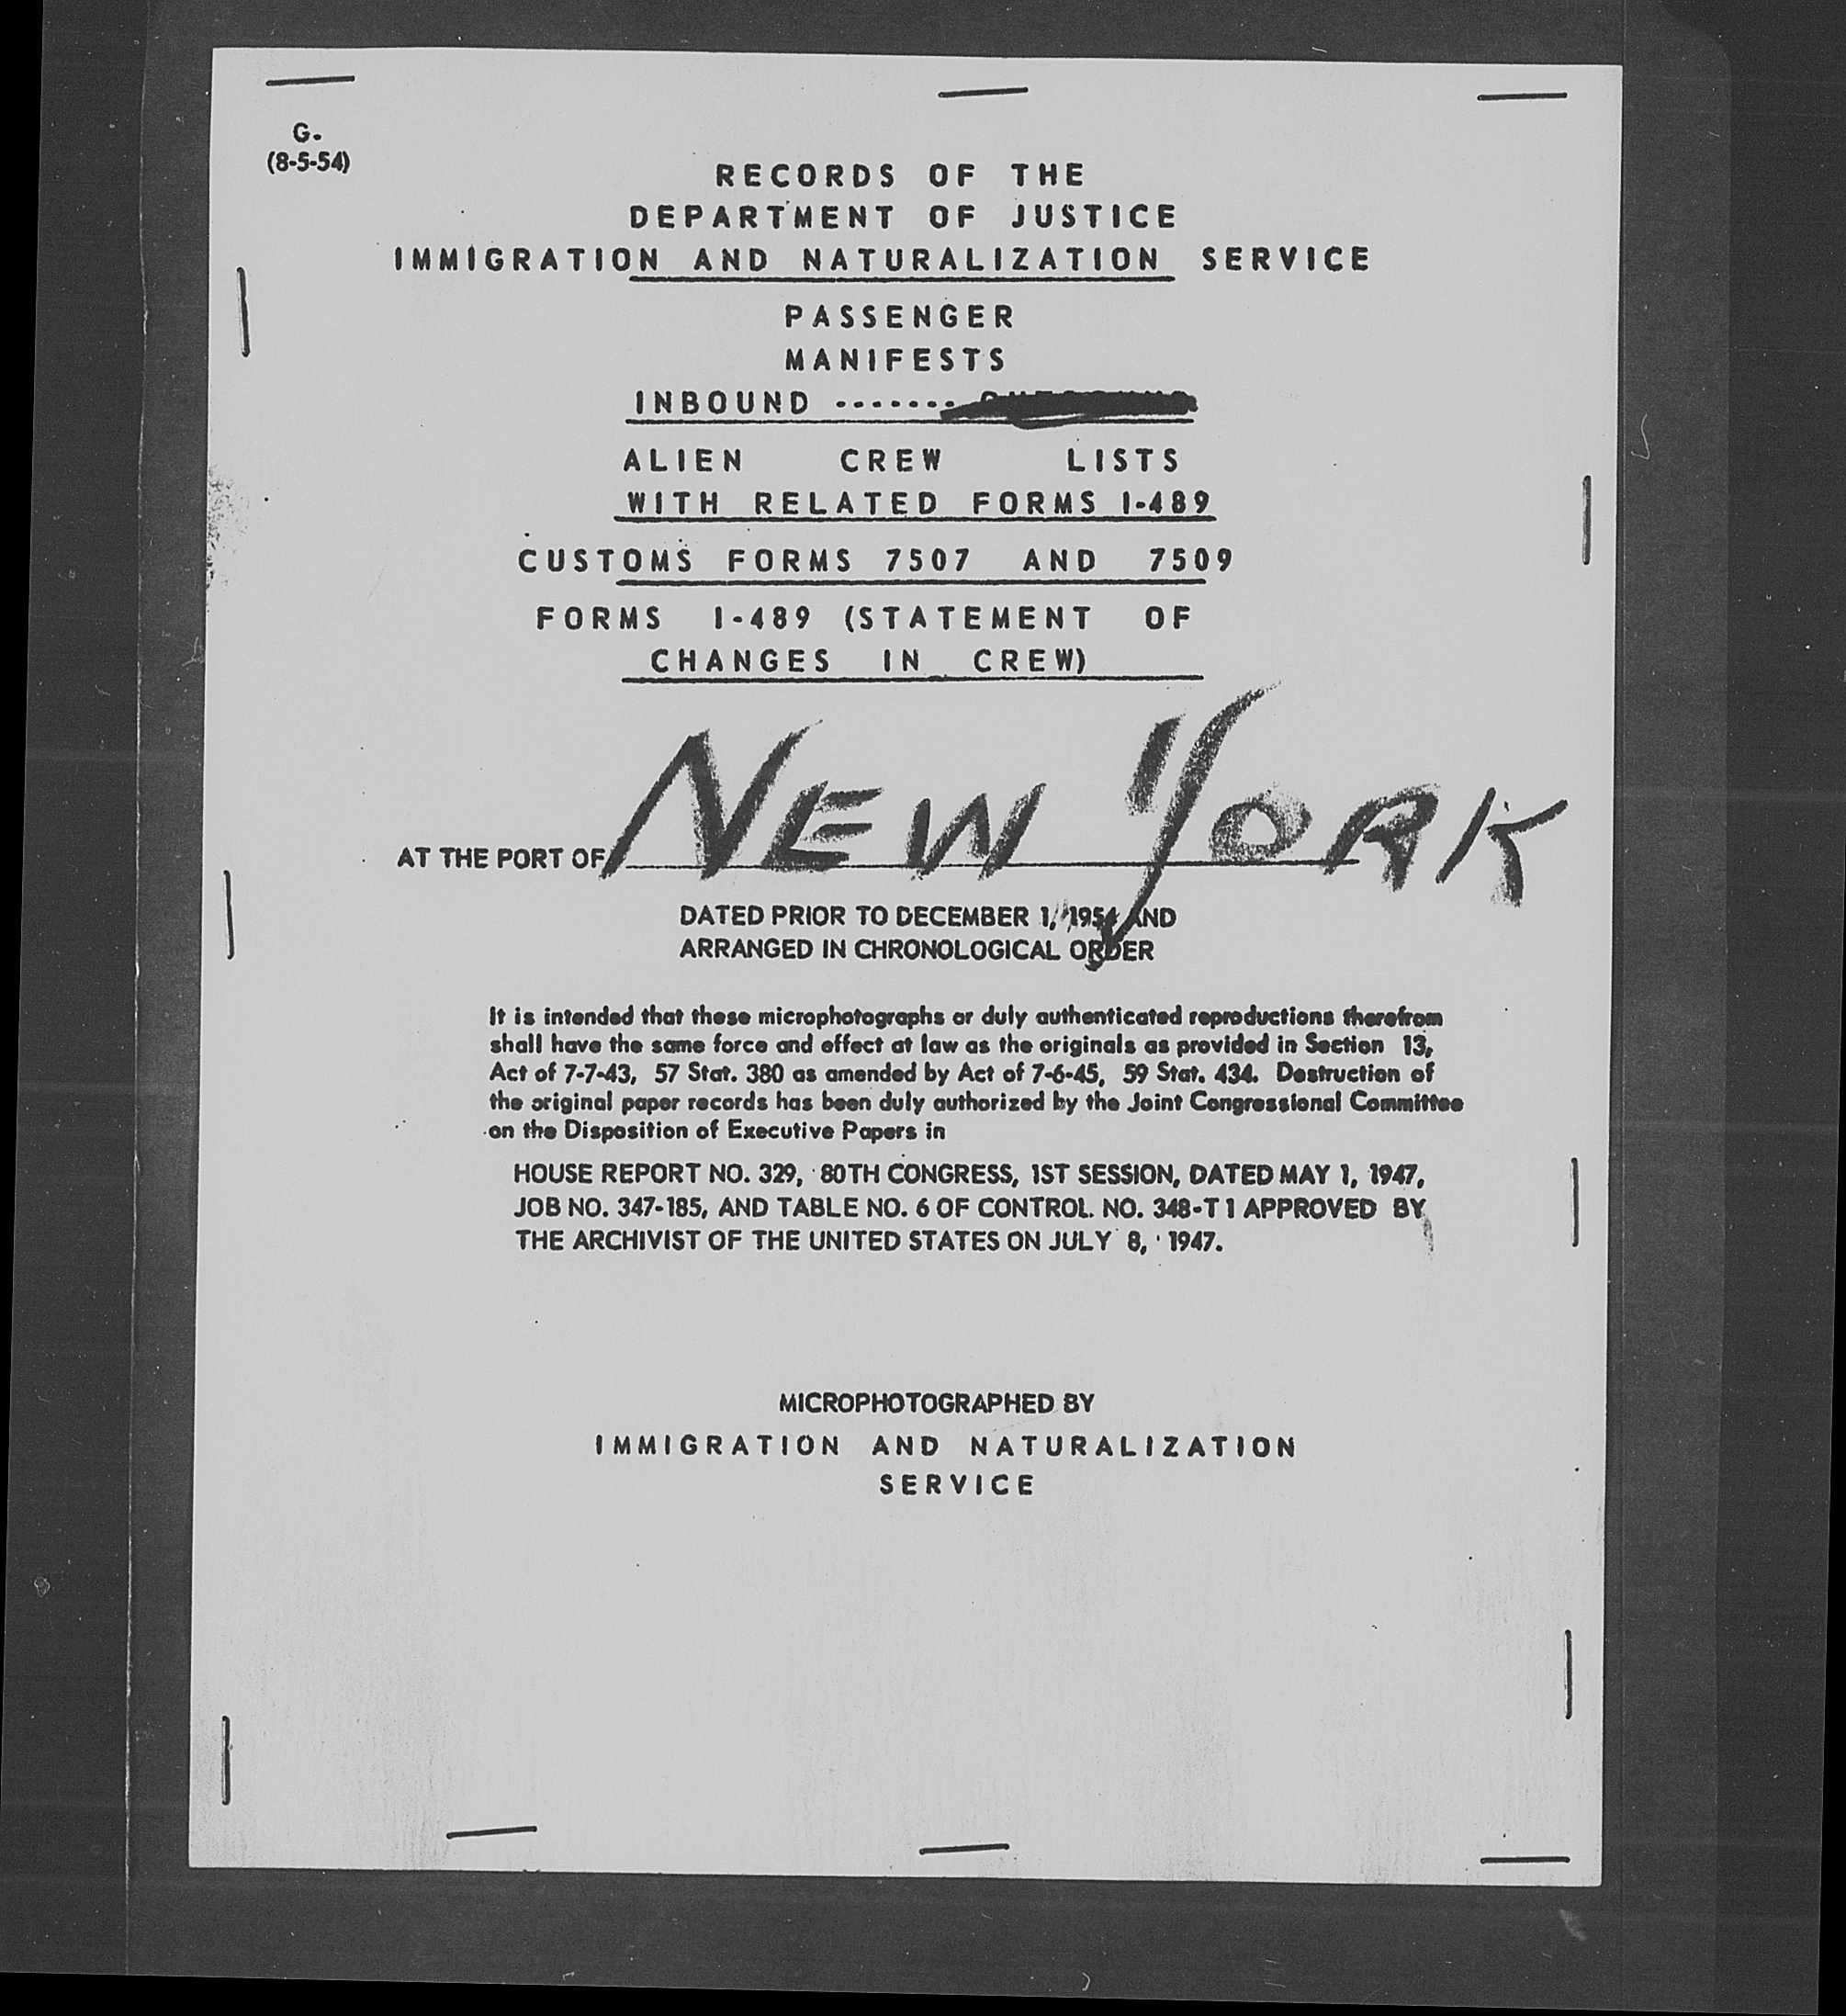 G.
(8-5-54)
RECORDS OF THE
DEPARTMENT OF JUSTICE
IMMIGRATION AND NATURALIZATION SERVICE
PASSENGER
MANIFESTS
INBOUND -------
ALIEN CREW LISTS
WITH RELATED FORMS I-489
CUSTOMS FORMS 7507 AND 7509
FORMS I-489 (STATEMENT OF
CHANGES IN CREW)
AT THE PORT OF NEW YORK
DATED PRIOR TO DECEMBER 1, 1954 AND
ARRANGED IN CHRONOLOGICAL ORDER
It is intended that these microphotographs or duly authenticated reproductions therefrom
shall have the same force and effect at law as the originals as provided in Section 13,
Act of 7-7-43, 57 Stat. 380 as amended by Act of 7-6-45, 59 Stat. 434. Destruction of
the original paper records has been duly authorized by the Joint Congressional Committee
on the Disposition of Executive Papers in
HOUSE REPORT NO. 329, 80TH CONGRESS, 1ST SESSION, DATED MAY 1, 1947,
JOB NO. 347-185, AND TABLE NO. 6 OF CONTROL NO. 348-T 1 APPROVED BY
THE ARCHIVIST OF THE UNITED STATES ON JULY 8, 1947.
MICROPHOTOGRAPHED BY
IMMIGRATION AND NATURALIZATION
SERVICE